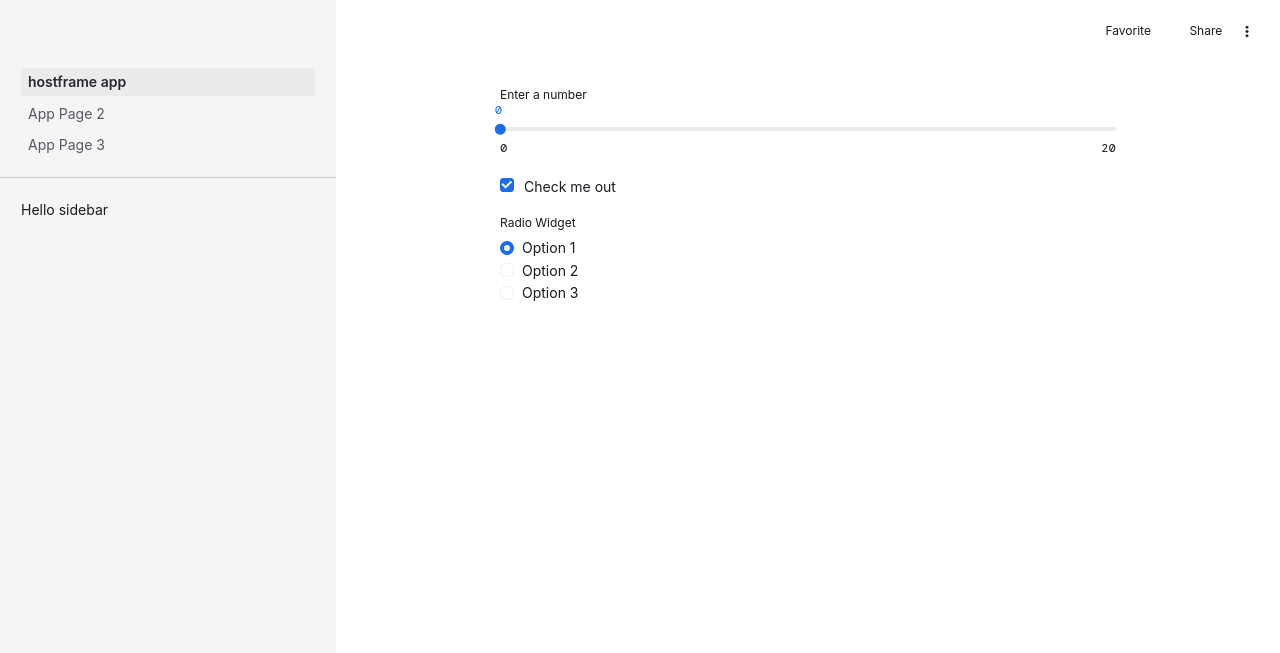 Favorite Share
hostframe app
App Page 2
App Page 3
Hello sidebar
Enter a number
0
0 20
Check me out
Radio Widget
Option 1
Option 2
Option 3